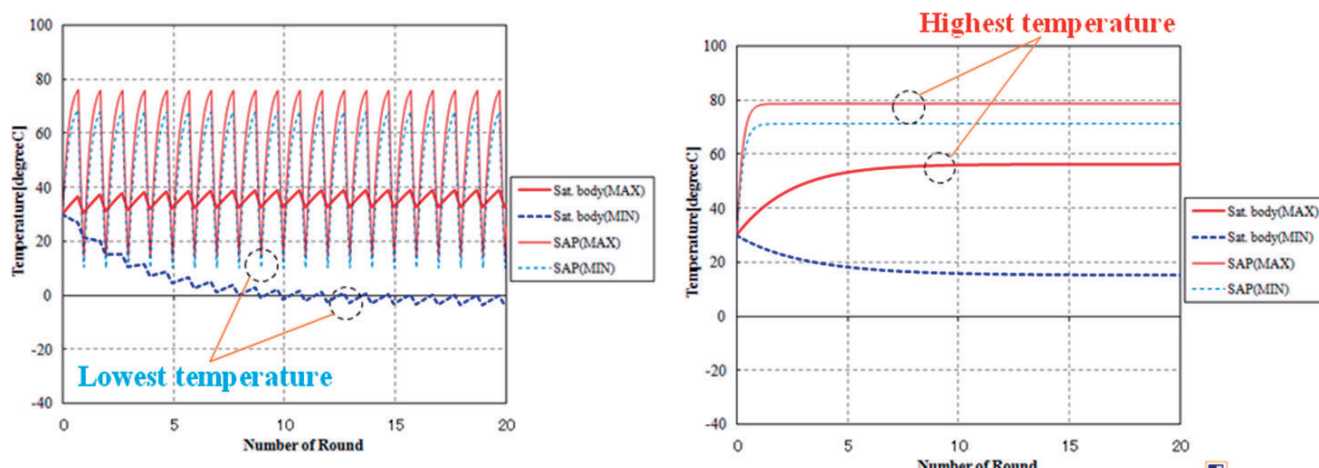 100
80
60
40
20
0
-20
-40
Temperature[degreeC]
0 5 10 15 20
Number of Round
Lowest temperature
Sat. body(MAX)
Sat. body(MIN)
SAP(MAX)
SAP(MIN)
Highest temperature
100
80
60
40
20
0
-20
-40
Temperature[degreeC]
0 5 10 15 20
Number of Round
Sat. body(MAX)
Sat. body(MIN)
SAP(MAX)
SAP(MIN)